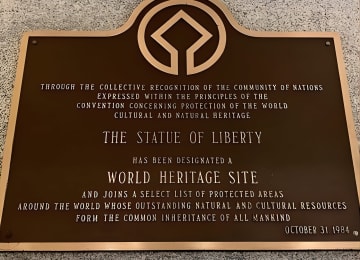 THROUGH THE COLLECTIVE RECOGNITION OF THE COMMUNITY OF NATIONS
EXPRESSED WITHIN THE PRINCIPLES OF THE
CONVENTION CONCERNING PROTECTION OF THE WORLD
CULTURAL AND NATURAL HERITAGE
THE STATUE OF LIBERTY
HAS BEEN DESIGNATED A
WORLD HERITAGE SITE
AND JOINS A SELECT LIST OF PROTECTED AREAS
AROUND THE WORLD WHOSE OUTSTANDING NATURAL AND CULTURAL RESOURCES
FORM THE COMMON INHERITANCE OF ALL MANKIND
OCTOBER 31, 1984